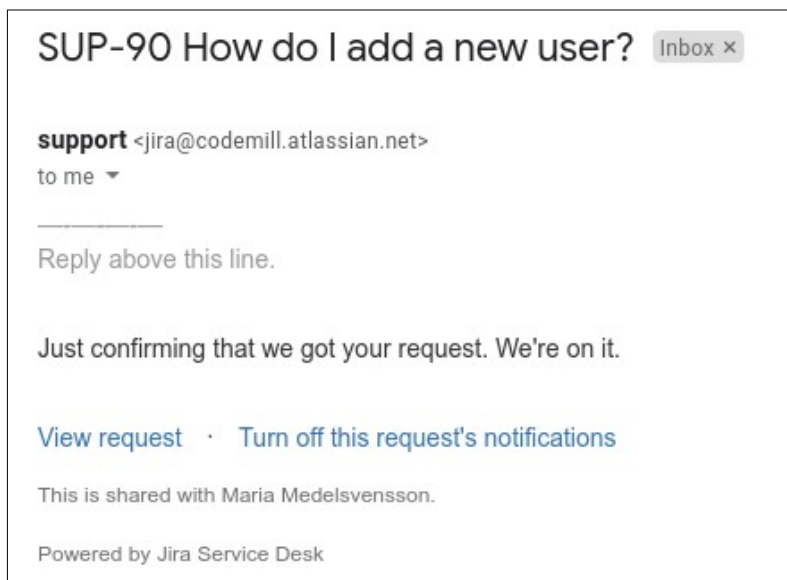 SUP-90 How do I add a new user? Inbox ×
support <jira@codemill.atlassian.net>
to me
Reply above this line.
Just confirming that we got your request. We're on it.
View request · Turn off this request's notifications
This is shared with Maria Medelsvensson.
Powered by Jira Service Desk